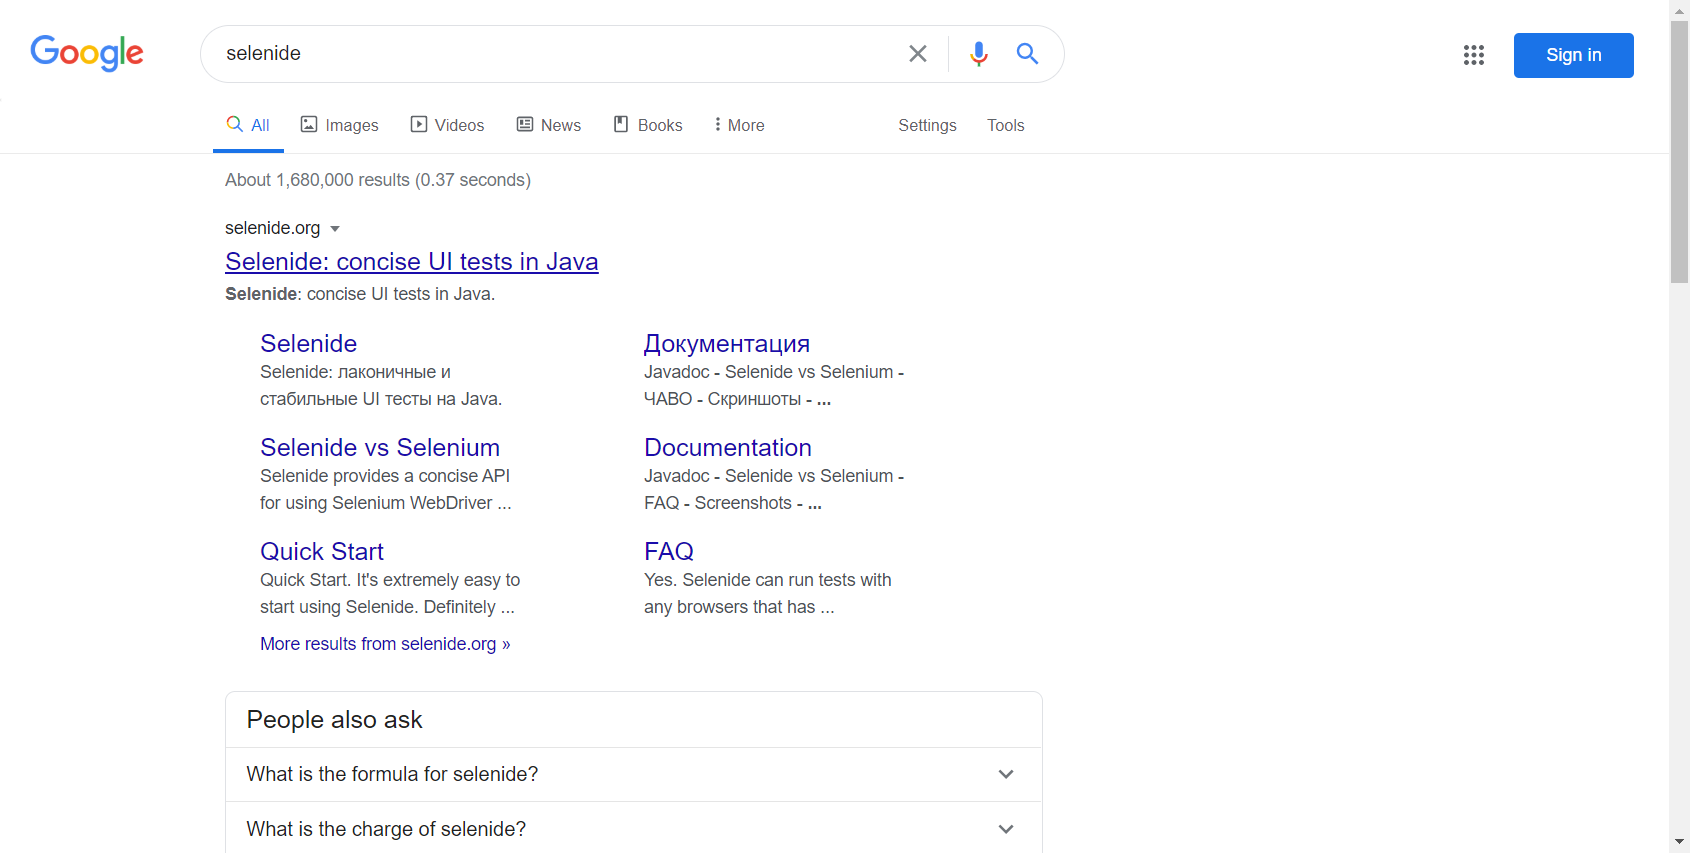 Google
selenide
Sign in
All Images Videos News Books More Settings Tools
About 1,680,000 results (0.37 seconds)
selenide.org
Selenide: concise UI tests in Java
Selenide: concise UI tests in Java.
Selenide
Selenide: лаконичные и
стабильные UI тесты на Java.
Документация
Javadoc - Selenide vs Selenium -
ЧАВО - Скриншоты - ...
Selenide vs Selenium
Selenide provides a concise API
for using Selenium WebDriver ...
Documentation
Javadoc - Selenide vs Selenium -
FAQ - Screenshots - ...
Quick Start
Quick Start. It's extremely easy to
start using Selenide. Definitely ...
FAQ
Yes. Selenide can run tests with
any browsers that has ...
More results from selenide.org »
People also ask
What is the formula for selenide?
What is the charge of selenide?